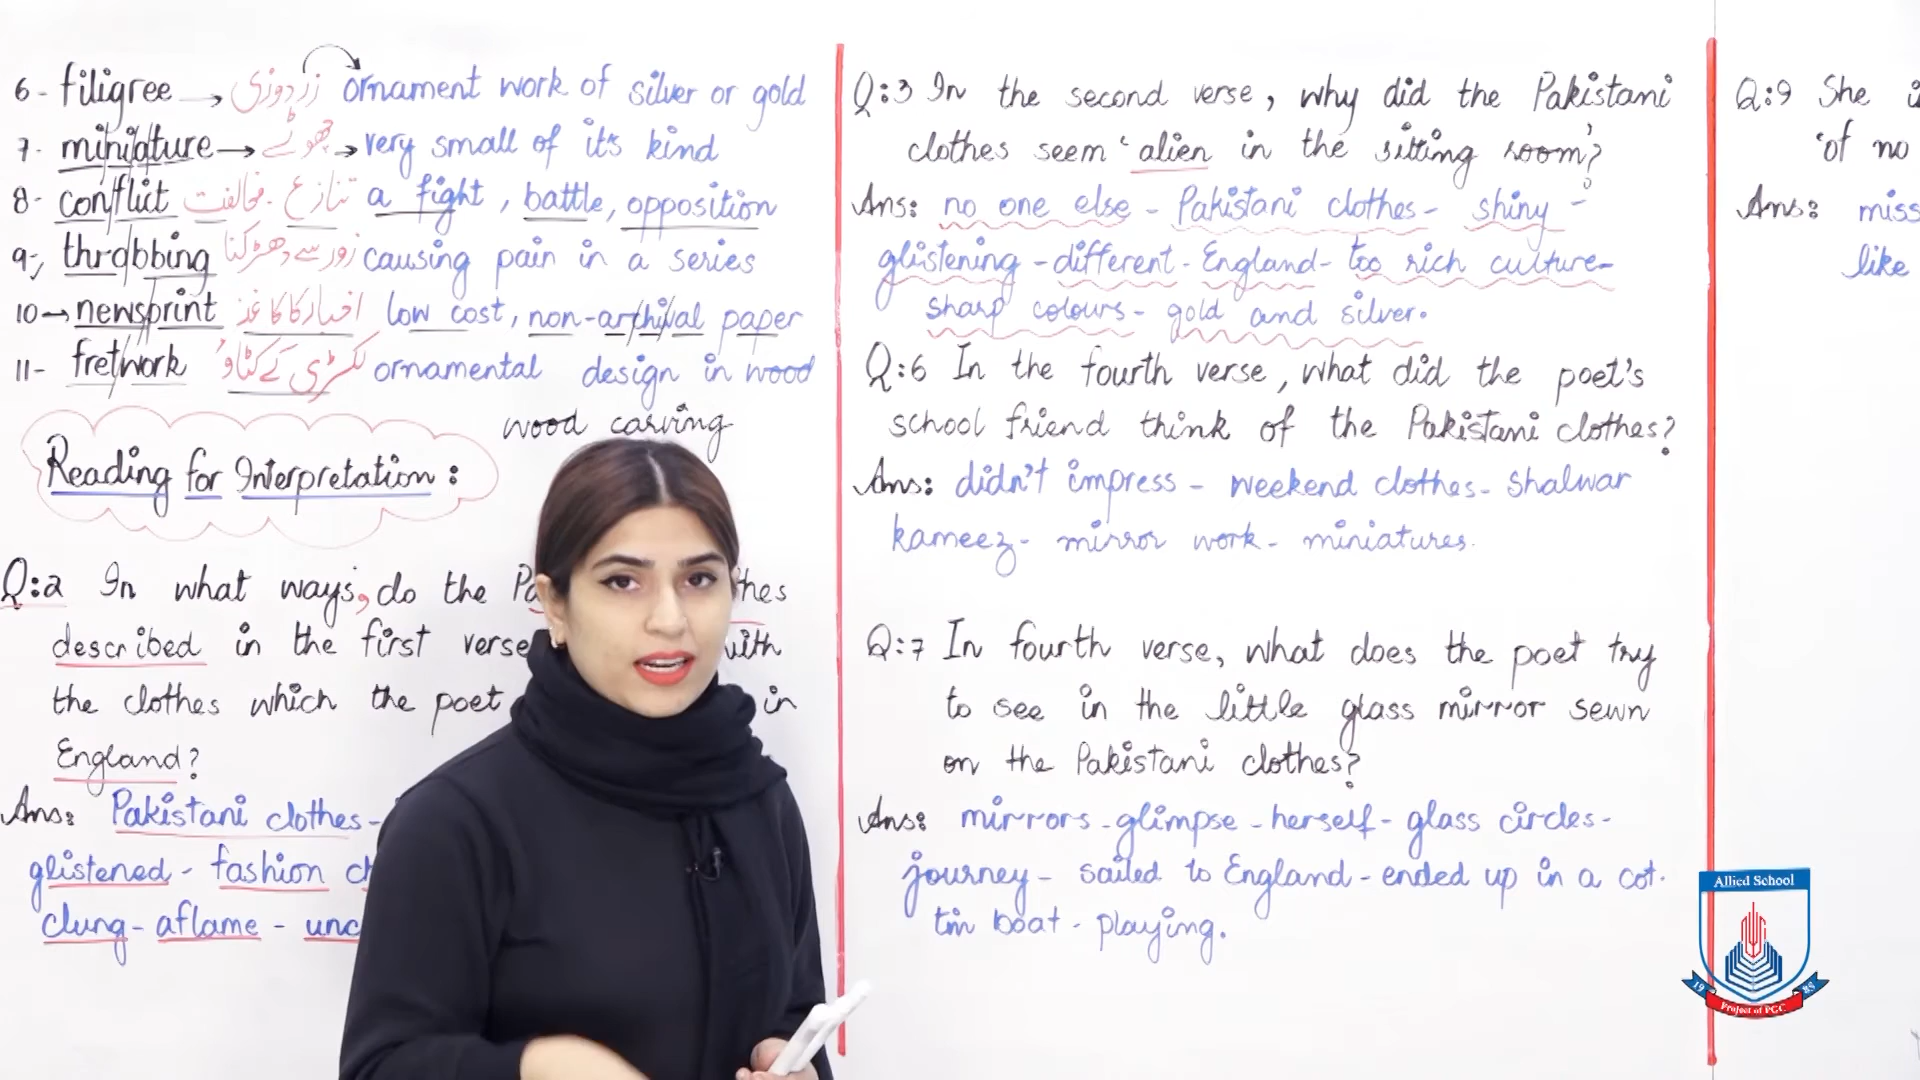 6- filigree → زردوزی ornament work of silver or gold
7- miniature → چھوٹے → very small of its kind
8- conflict تنازع۔ مخالفت a fight, battle, opposition
9- throbbing زور سے دھڑکنا causing pain in a series
10→ newsprint اخبار کا کاغذ low cost, non-archival paper
11- fretwork لکڑی کے کٹاؤ ornamental design in wood
wood carving
Reading for Interpretation:
Q:2 In what ways, do the
described in the first verse with
the clothes which the poet in
England?
Ans: Pakistani clothes-
glistened - fashion
clung - aflame -
Q:3 In the second verse, why did the Pakistani
clothes seem 'alien in the sitting room?'
Ans: no one else - Pakistani clothes - shiny -
glistening - different - England - too rich culture-
sharp colours - gold and silver.
Q:6 In the fourth verse, what did the poet's
school friend think of the Pakistani clothes?
Ans: didn't impress - weekend clothes - Shalwar
kameez - mirror work - miniatures.
Q:7 In fourth verse, what does the poet try
to see in the little glass mirror sewn
on the Pakistani clothes?
Ans: mirrors - glimpse - herself - glass circles -
journey - sailed to England - ended up in a cot.
tin boat - playing.
Q:9 She
'of no
Ans: miss
like
Allied School
19 85
Project of PGC